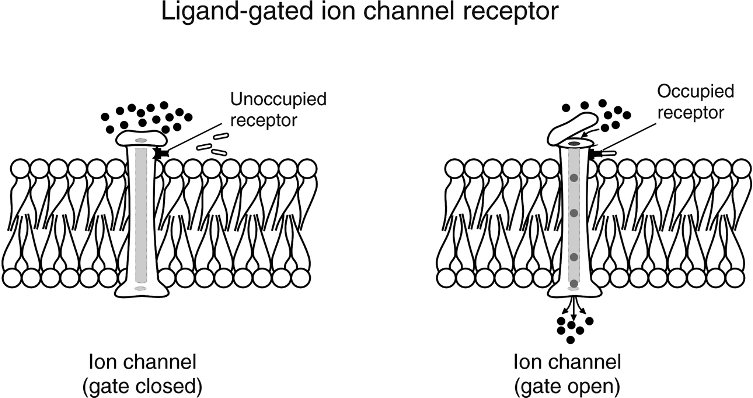 Ligand-gated ion channel receptor
Unoccupied
receptor
Occupied
receptor
Ion channel
(gate closed)
Ion channel
(gate open)